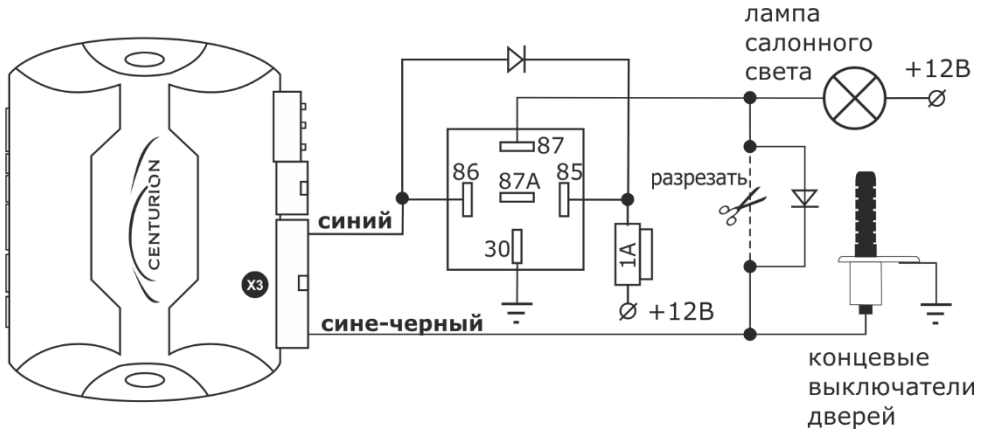 лампа
салонного
света
+12В
87
86
87А
85
разрезать
синий
30
1А
CENTURION
X3
+12В
сине-черный
концевые
выключатели
дверей